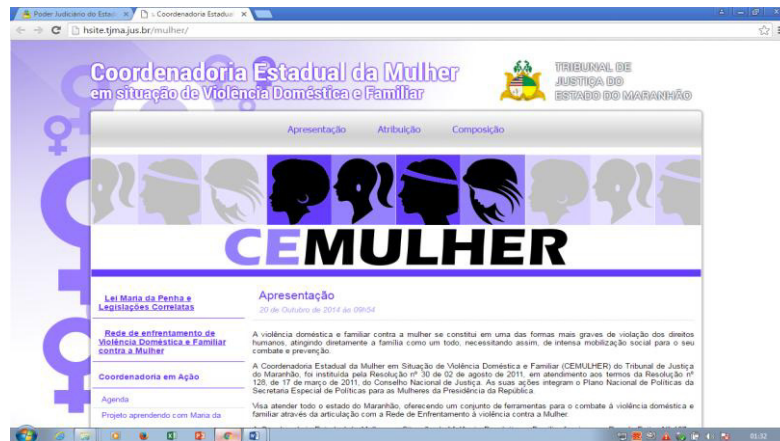 Poder Judiciário do Esta
Coordenadoria Estadual
hsite.tjma.jus.br/mulher/
Coordenadoria Estadual da Mulher
em situação de Violência Doméstica e Familiar
TRIBUNAL DE
JUSTIÇA DO
ESTADO DO MARANHÃO
Apresentação Atribuição Composição
CEMULHER
Lei Maria da Penha e
Legislações Correlatas
Rede de enfrentamento de
Violência Doméstica e Familiar
contra a Mulher
Coordenadoria em Ação
Agenda
Projeto aprendendo com Maria da
Apresentação
20 de Outubro de 2014 às 09h54
A violência doméstica e familiar contra a mulher se constitui em uma das formas mais graves de violação dos direitos
humanos, atingindo diretamente a família como um todo, necessitando assim, de intensa mobilização social para o seu
combate e prevenção.
A Coordenadoria Estadual da Mulher em Situação de Violência Doméstica e Familiar (CEMULHER) do Tribunal de Justiça
do Maranhão, foi instituída pela Resolução nº 30 de 02 de agosto de 2011, em atendimento aos termos da Resolução nº
128, de 17 de março de 2011, do Conselho Nacional de Justiça. As suas ações integram o Plano Nacional de Políticas da
Secretaria Especial de Políticas para as Mulheres da Presidência da República.
Visa atender todo o estado do Maranhão, oferecendo um conjunto de ferramentas para o combate à violência doméstica e
familiar através da articulação com a Rede de Enfrentamento à violência contra a Mulher.
01:32